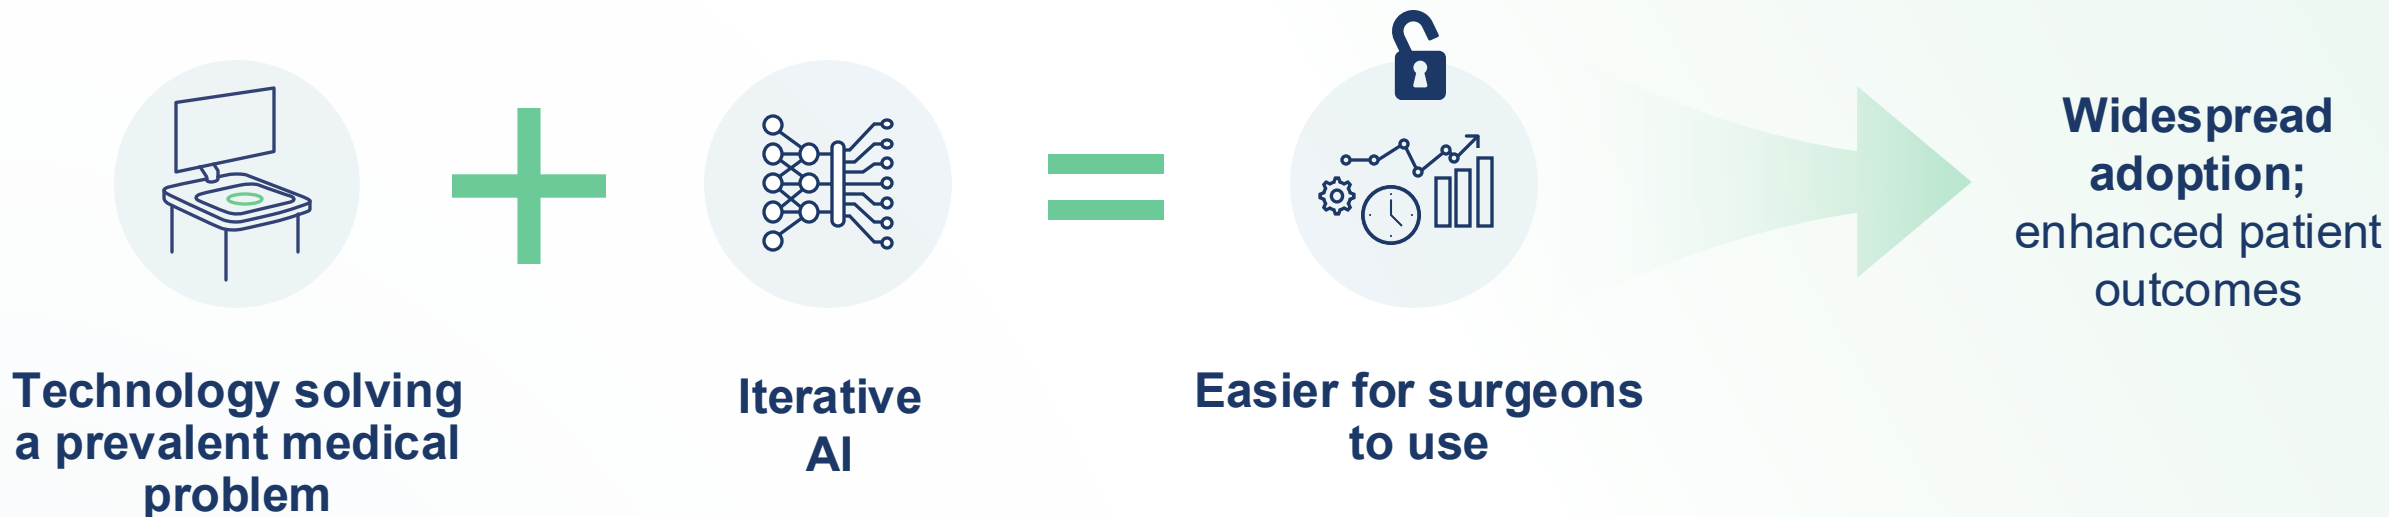 Technology solving
a prevalent medical
problem
Iterative
AI
Easier for surgeons
to use
Widespread
adoption;
enhanced patient
outcomes